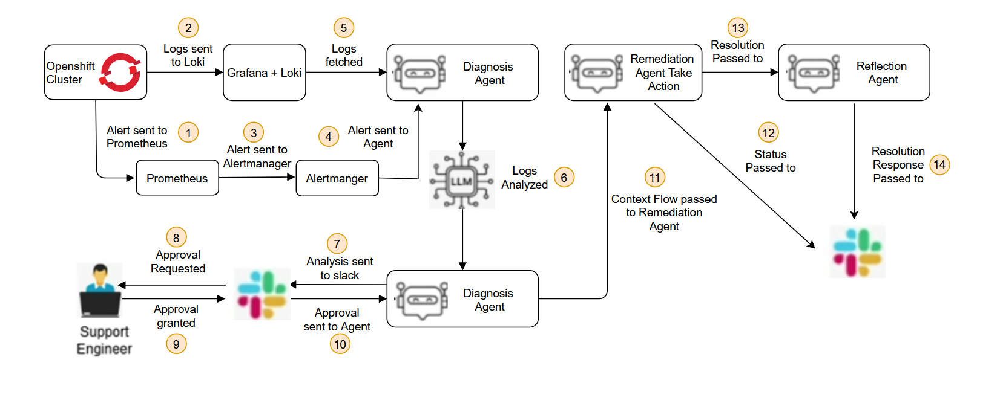 2
Logs sent
to Loki
5
Logs
fetched
13
Resolution
Passed to
Openshift
Cluster
Grafana + Loki
Diagnosis
Agent
Remediation
Agent Take
Action
Reflection
Agent
Alert sent to
Prometheus
1
3
Alert sent to
Alertmanager
4
Alert sent to
Agent
12
Status
Passed to
Resolution
Response
Passed to
14
Prometheus
Alertmanger
LLM
Logs
Analyzed
6
11
Context Flow passed
to Remediation
Agent
8
Approval
Requested
7
Analysis sent
to slack
Diagnosis
Agent
Approval
granted
9
Approval
sent to Agent
10
Support
Engineer